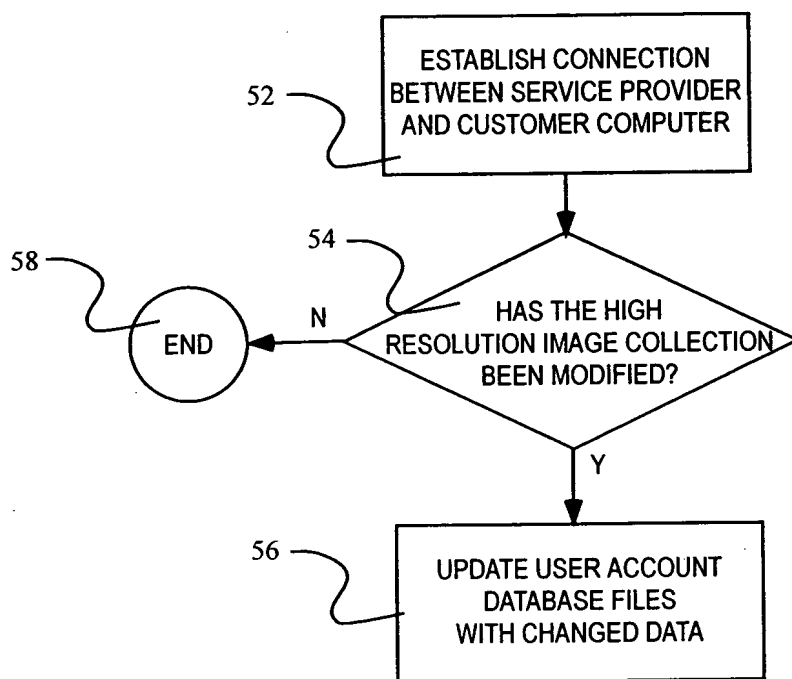 ESTABLISH CONNECTION
BETWEEN SERVICE PROVIDER
AND CUSTOMER COMPUTER
52
54
HAS THE HIGH
RESOLUTION IMAGE COLLECTION
BEEN MODIFIED?
N
58
END
Y
56
UPDATE USER ACCOUNT
DATABASE FILES
WITH CHANGED DATA